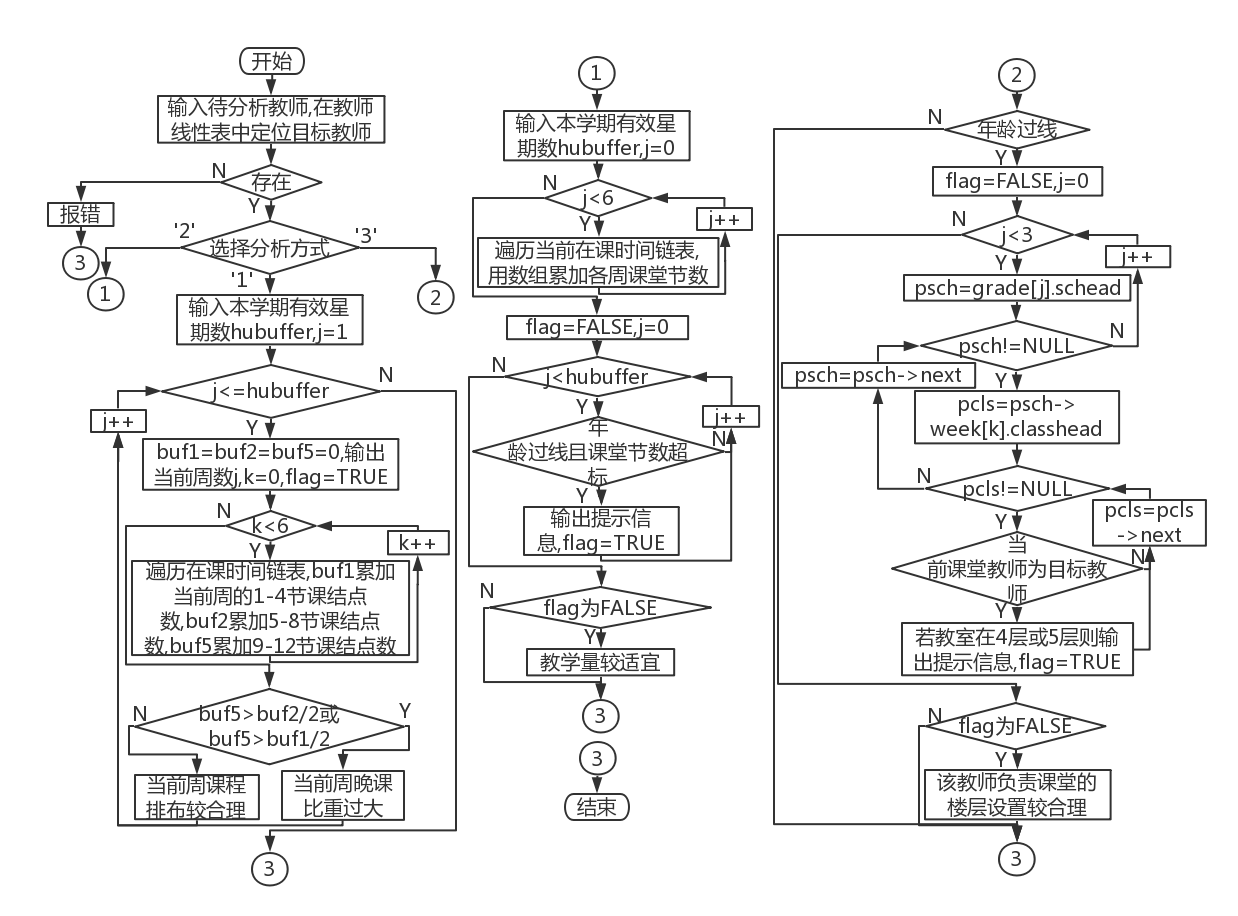 开始
输入待分析教师,在教师
线性表中定位目标教师
存在
N
Y
报错
3
选择分析方式
'2'
'3'
'1'
1
2
输入本学期有效星
期数hubuffer,j=1
j<=hubuffer
N
Y
j++
buf1=buf2=buf5=0,输出
当前周数j,k=0,flag=TRUE
k<6
N
Y
k++
遍历在课时间链表,buf1累加
当前周的1-4节课结点
数,buf2累加5-8节课结点
数,buf5累加9-12节课结点数
buf5>buf2/2或
buf5>buf1/2
N
Y
当前周课程
排布较合理
当前周晚课
比重过大
3
1
输入本学期有效星
期数hubuffer,j=0
j<6
N
Y
j++
遍历当前在课时间链表,
用数组累加各周课堂节数
flag=FALSE,j=0
j<hubuffer
N
Y
j++
年
龄过线且课堂节数超
标
N
Y
输出提示信
息,flag=TRUE
flag为FALSE
N
Y
教学量较适宜
3
3
结束
2
年龄过线
N
Y
flag=FALSE,j=0
j<3
N
Y
j++
psch=grade[j].schead
psch!=NULL
N
Y
psch=psch->next
pcls=psch->
week[k].classhead
pcls!=NULL
N
Y
pcls=pcls
->next
当
前课堂教师为目标教
师
N
Y
若教室在4层或5层则输
出提示信息,flag=TRUE
flag为FALSE
N
Y
该教师负责课堂的
楼层设置较合理
3